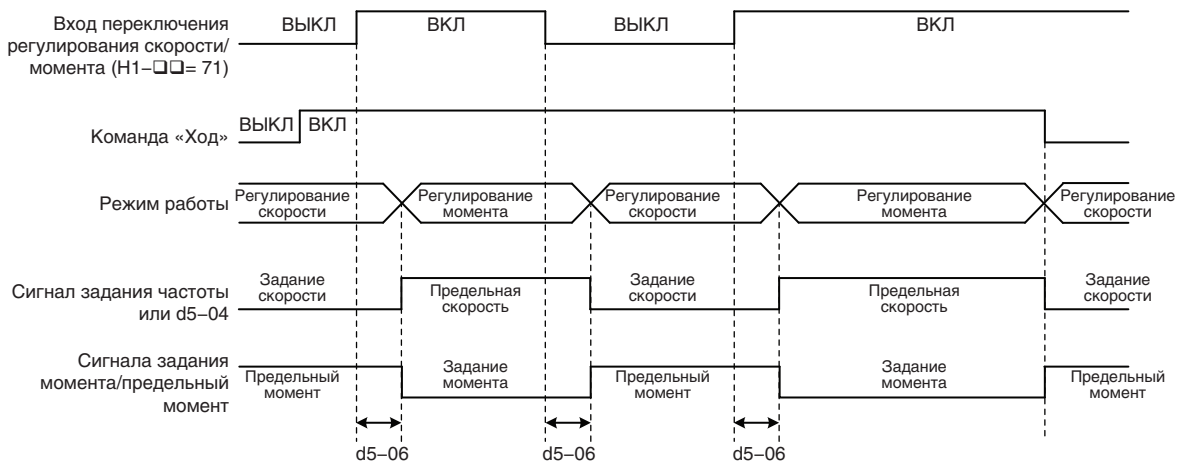 Вход переключения
регулирования скорости/
момента (H1–❑❑= 71)
ВЫКЛ
ВКЛ
ВЫКЛ
ВКЛ
Команда «Ход»
ВЫКЛ
ВКЛ
Режим работы
Регулирование
скорости
Регулирование
момента
Регулирование
скорости
Регулирование
момента
Регулирование
скорости
Сигнал задания частоты
или d5–04
Задание
скорости
Предельная
скорость
Задание
скорости
Предельная
скорость
Задание
скорости
Сигнала задания
момента/предельный
момент
Предельный
момент
Задание
момента
Предельный
момент
Задание
момента
Предельный
момент
d5–06
d5–06
d5–06